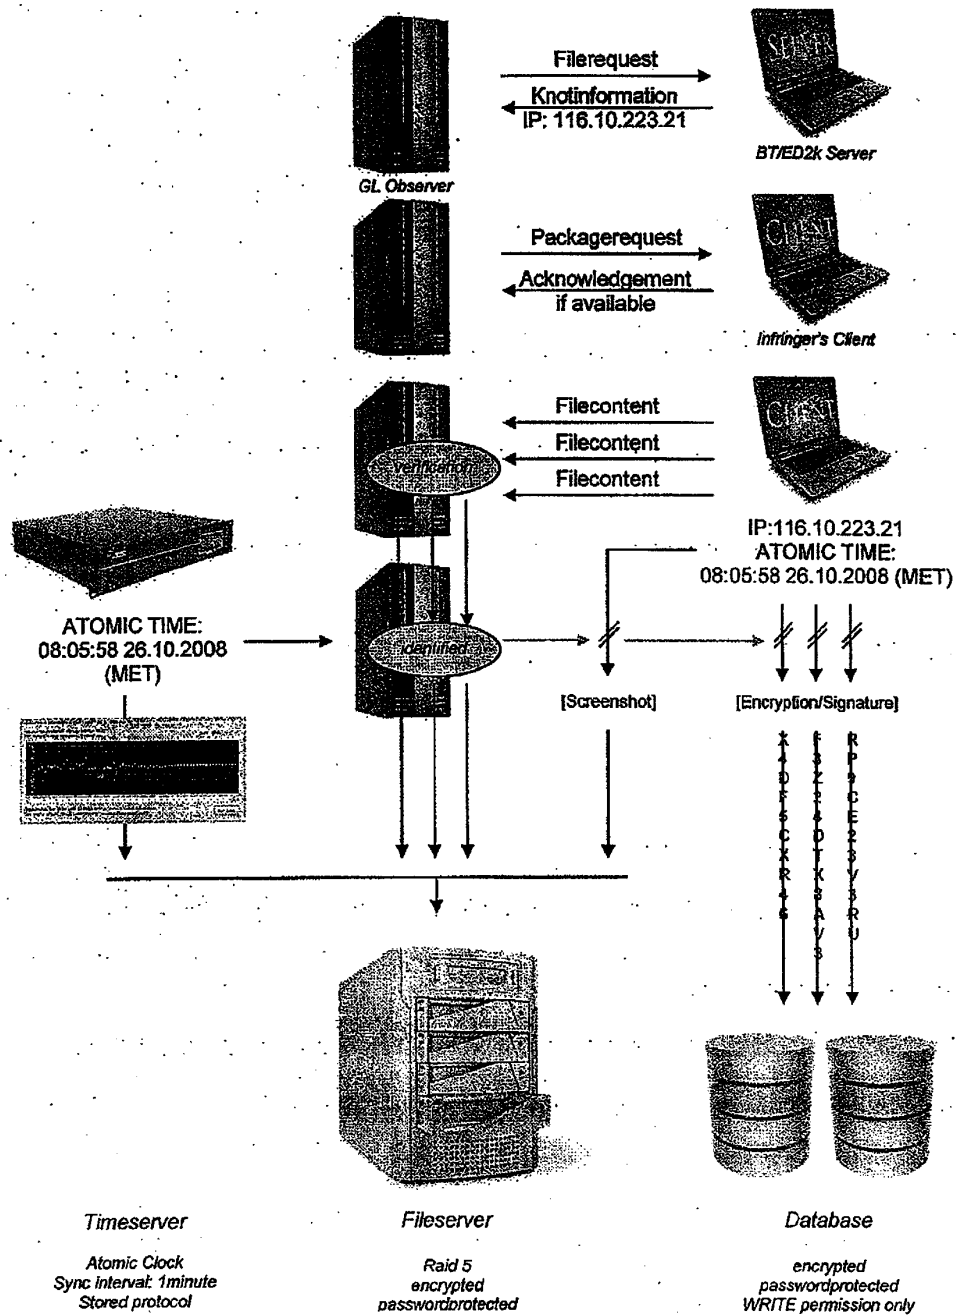 SERVER
Filerequest
Knotinformation
IP: 116.10.223.21
BT/ED2k Server
GL Observer
CLIENT
Packagerequest
Acknowledgement
if available
Infringer's Client
CLIENT
Filecontent
Filecontent
Filecontent
verification
IP:116.10.223.21
ATOMIC TIME:
08:05:58 26.10.2008 (MET)
ATOMIC TIME:
08:05:58 26.10.2008
(MET)
identified
[Screenshot]
[Encryption/Signature]
Timeserver
Fileserver
Database
Atomic Clock
Sync interval: 1minute
Stored protocol
Raid 5
encrypted
passwordprotected
encrypted
passwordprotected
WRITE permission only